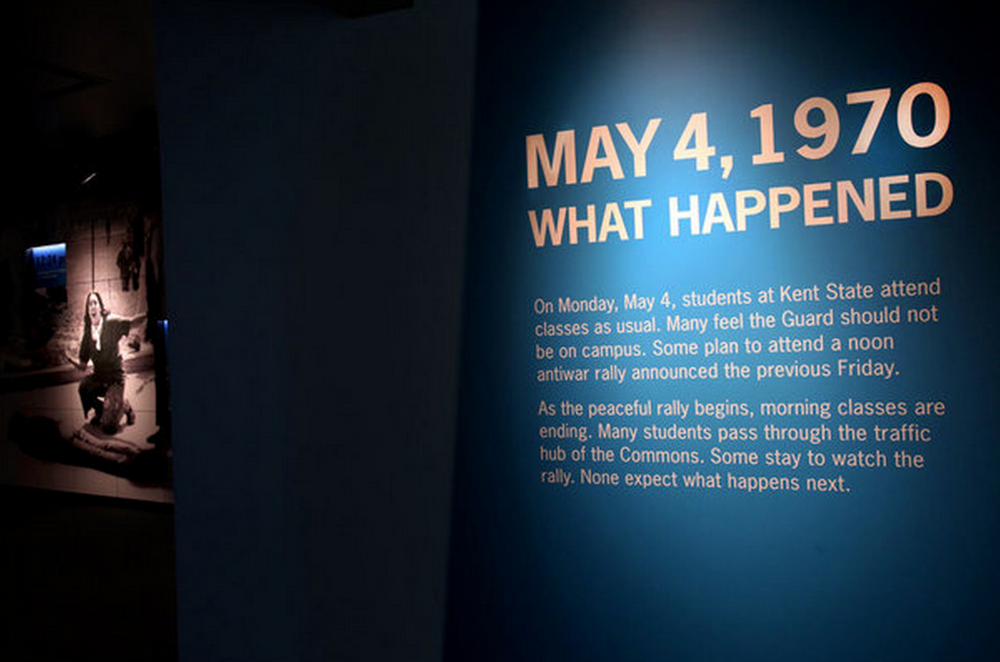 MAY 4, 1970
WHAT HAPPENED
On Monday, May 4, students at Kent State attend
classes as usual. Many feel the Guard should not
be on campus. Some plan to attend a noon
antiwar rally announced the previous Friday.
As the peaceful rally begins, morning classes are
ending. Many students pass through the traffic
hub of the Commons. Some stay to watch the
rally. None expect what happens next.